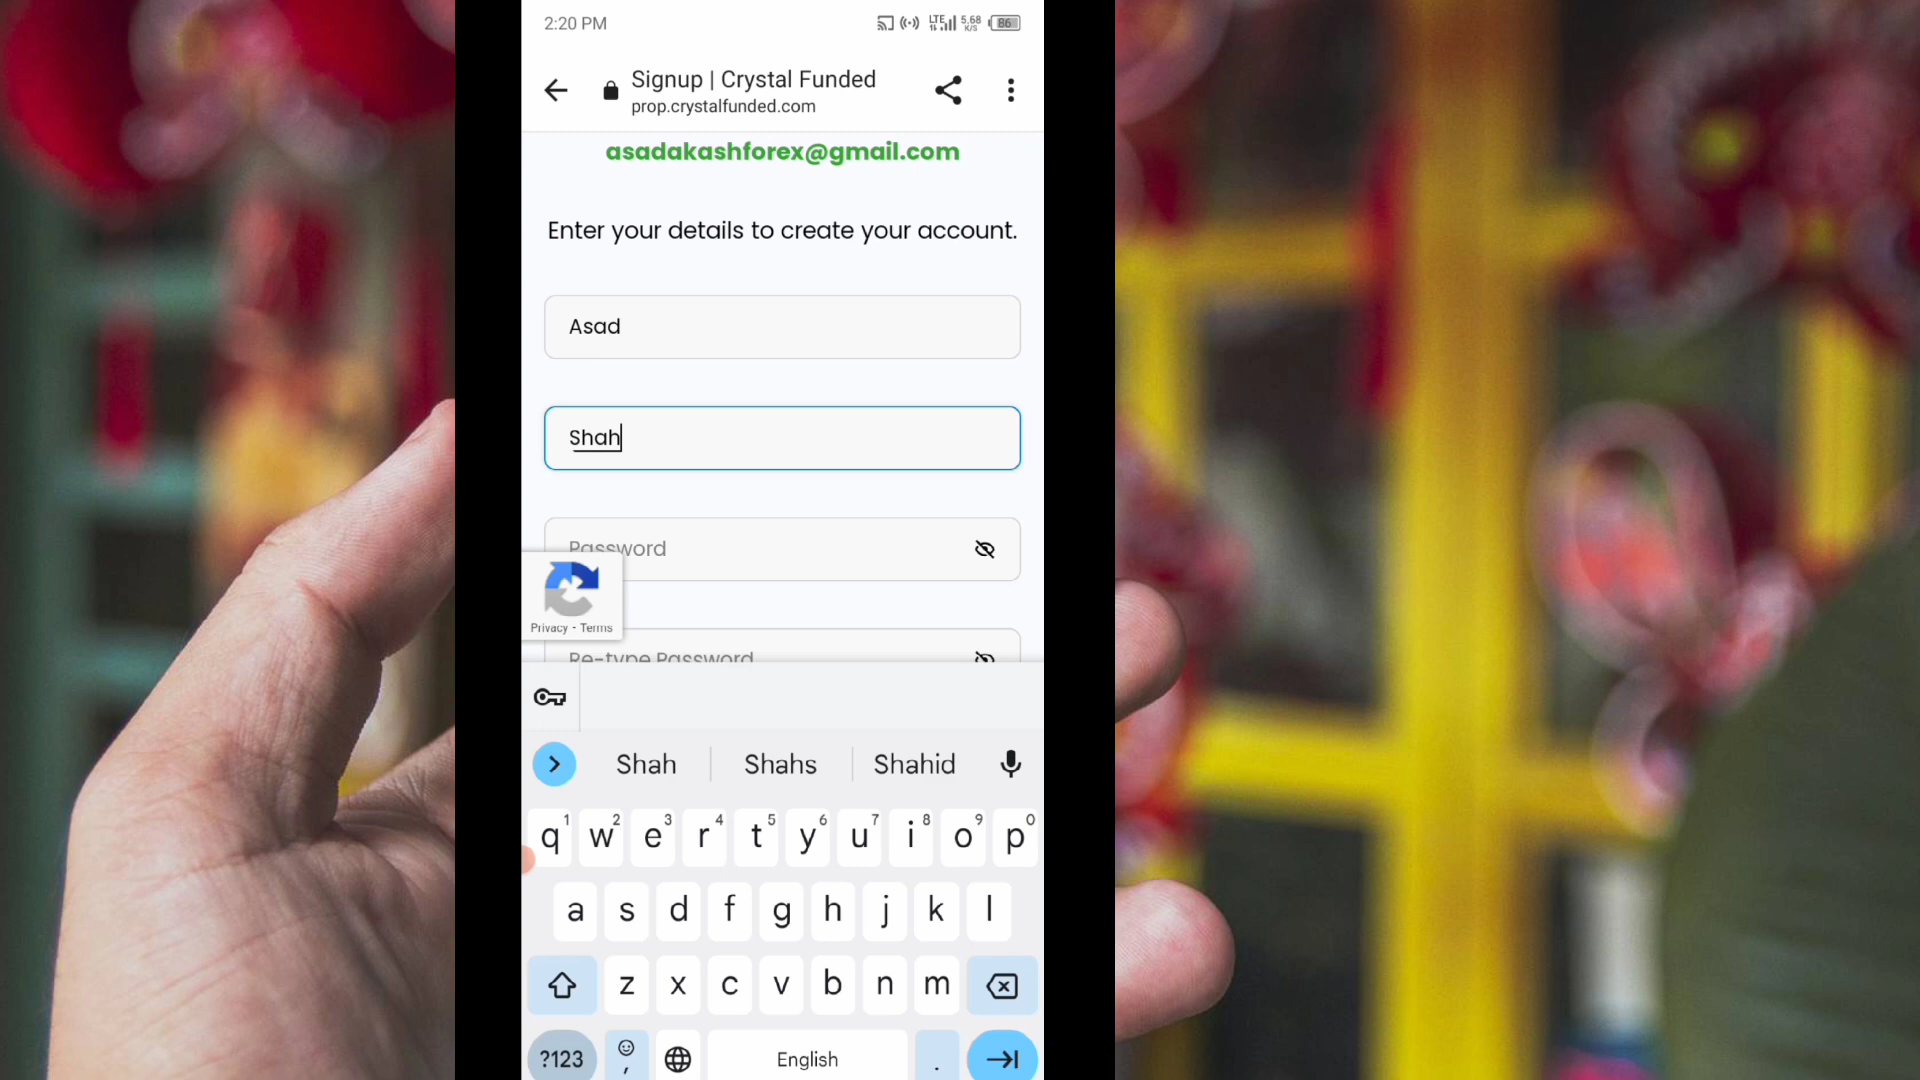 2:20 PM
LTE 5.68 K/S 86
Signup | Crystal Funded
prop.crystalfunded.com
asadakashforex@gmail.com
Enter your details to create your account.
Asad
Shah
Password
Privacy - Terms
Re-type Password
Shah Shahs Shahid
q1 w2 e3 r4 t5 y6 u7 i8 o9 p0
a s d f g h j k l
z x c v b n m
?123 , English .